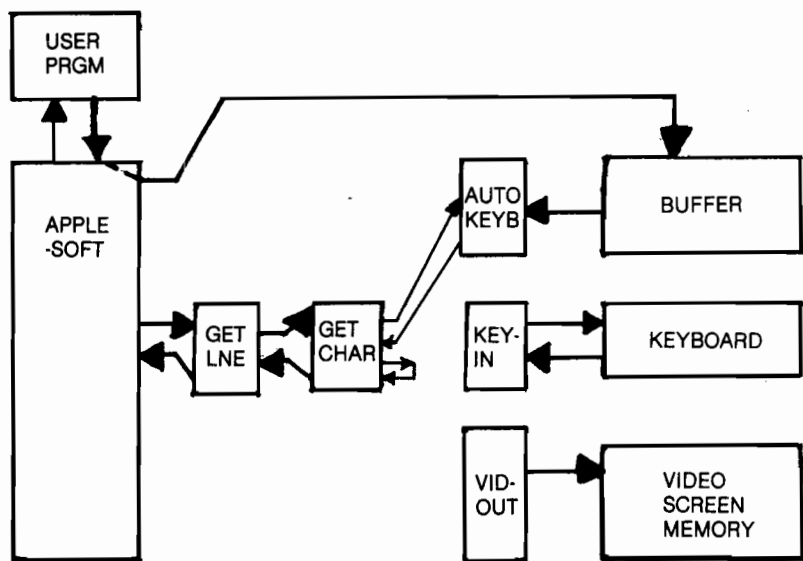 USER
PRGM
APPLE
-SOFT
AUTO
KEYB
BUFFER
GET
LNE
GET
CHAR
KEY-
IN
KEYBOARD
VID-
OUT
VIDEO
SCREEN
MEMORY